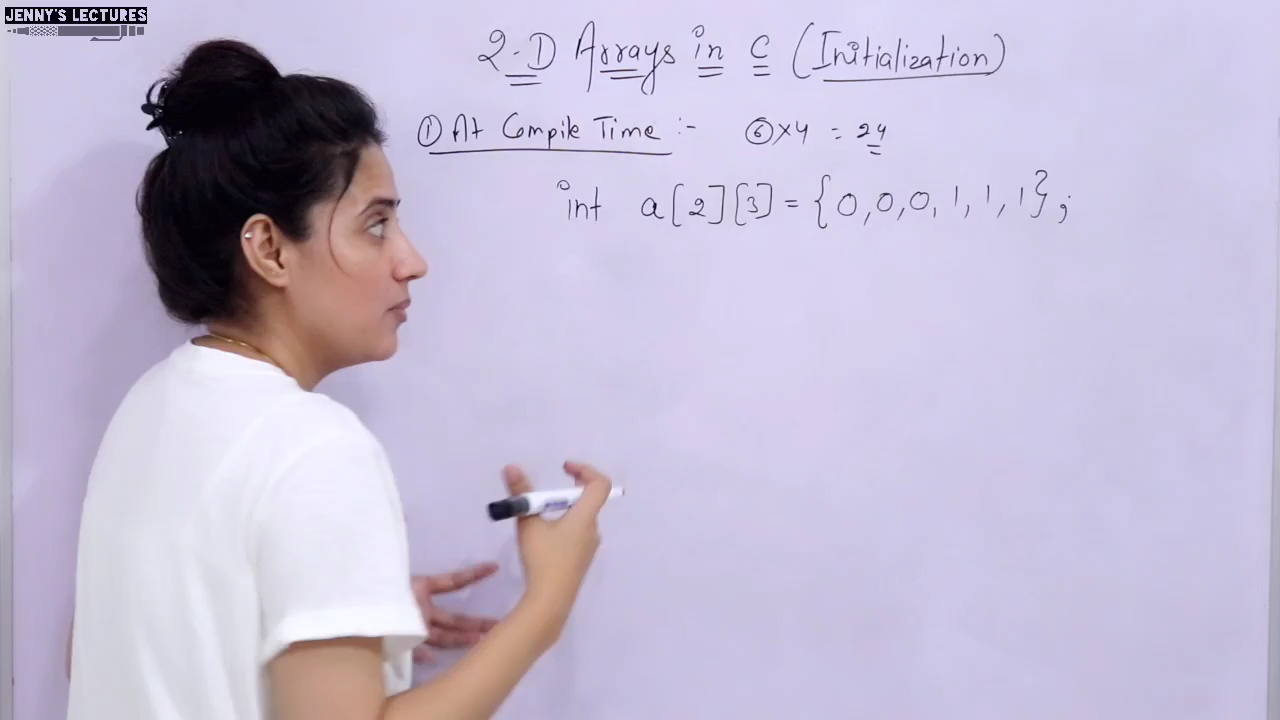 JENNY'S LECTURES
2-D Arrays in C (Initialization)
① At Compile Time :- ⑥×4 = 24
int a[2][3] = {0,0,0,1,1,1};